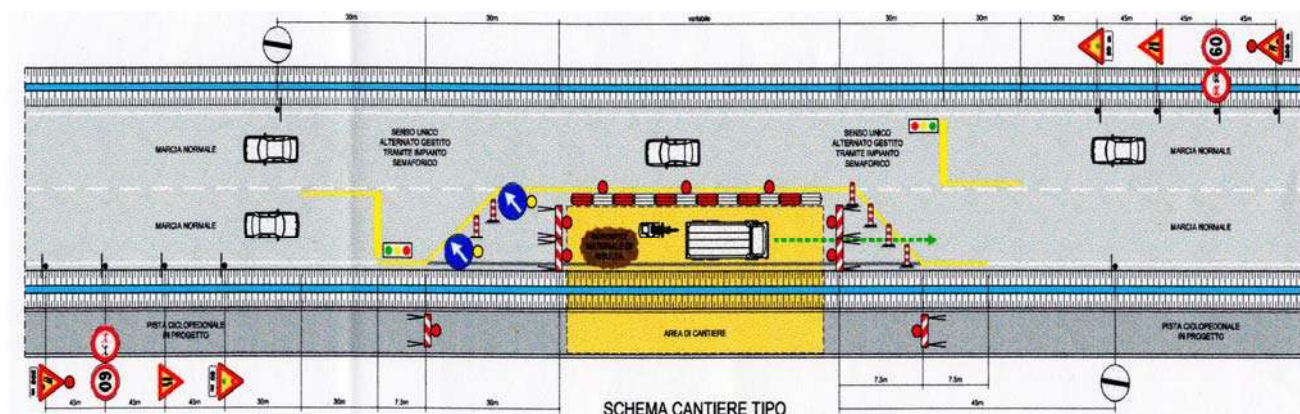 30m 30m variabile 30m 30m 30m 45m 45m 45m
60
SENSO UNICO
ALTERNATO GESTITO
TRAMITE IMPIANTO
SEMAFORICO
SENSO UNICO
ALTERNATO GESTITO
TRAMITE IMPIANTO
SEMAFORICO
MARCIA NORMALE
MARCIA NORMALE
MARCIA NORMALE
MARCIA NORMALE
MATERIALE DI
PISTA CICLOPEDONALE
IN PROGETTO
AREA DI CANTIERE
PISTA CICLOPEDONALE
IN PROGETTO
60
7.5m 7.5m
45m 45m 45m 30m 30m 7.5m 30m
45m
SCHEMA CANTIERE TIPO